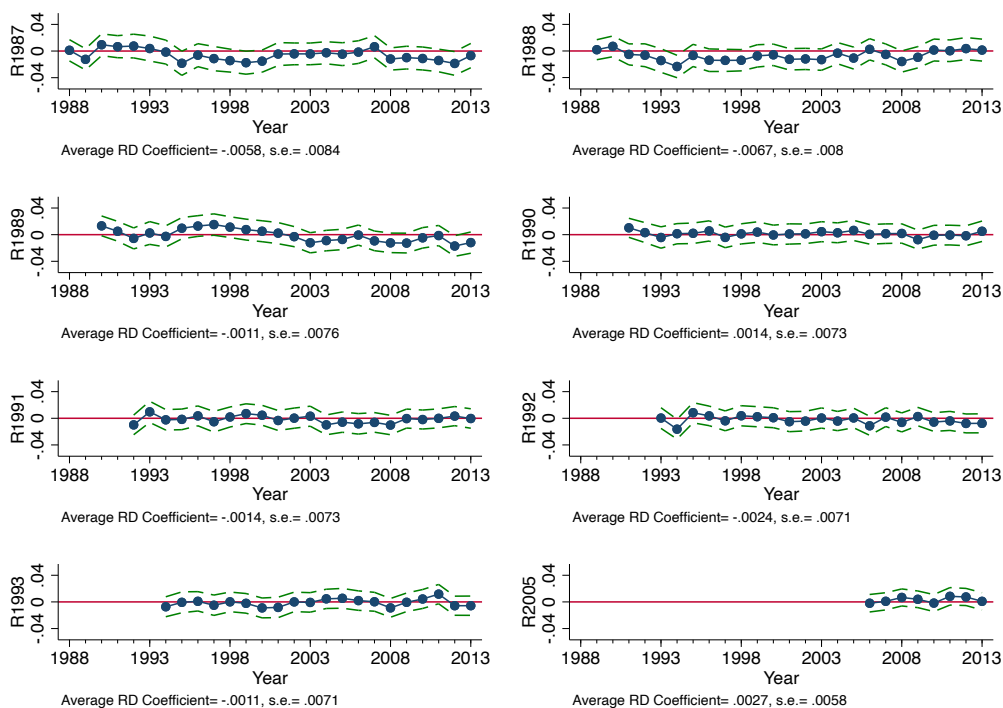 R1987
.04
0
-.04
1988 1993 1998 2003 2008 2013
Year
Average RD Coefficient= -.0058, s.e.= .0084
R1988
.04
0
-.04
1988 1993 1998 2003 2008 2013
Year
Average RD Coefficient= -.0067, s.e.= .008
R1989
.04
0
-.04
1988 1993 1998 2003 2008 2013
Year
Average RD Coefficient= -.0011, s.e.= .0076
R1990
.04
0
-.04
1988 1993 1998 2003 2008 2013
Year
Average RD Coefficient= .0014, s.e.= .0073
R1991
.04
0
-.04
1988 1993 1998 2003 2008 2013
Year
Average RD Coefficient= -.0014, s.e.= .0073
R1992
.04
0
-.04
1988 1993 1998 2003 2008 2013
Year
Average RD Coefficient= -.0024, s.e.= .0071
R1993
.04
0
-.04
1988 1993 1998 2003 2008 2013
Year
Average RD Coefficient= -.0011, s.e.= .0071
R2005
.04
0
-.04
1988 1993 1998 2003 2008 2013
Year
Average RD Coefficient= .0027, s.e.= .0058